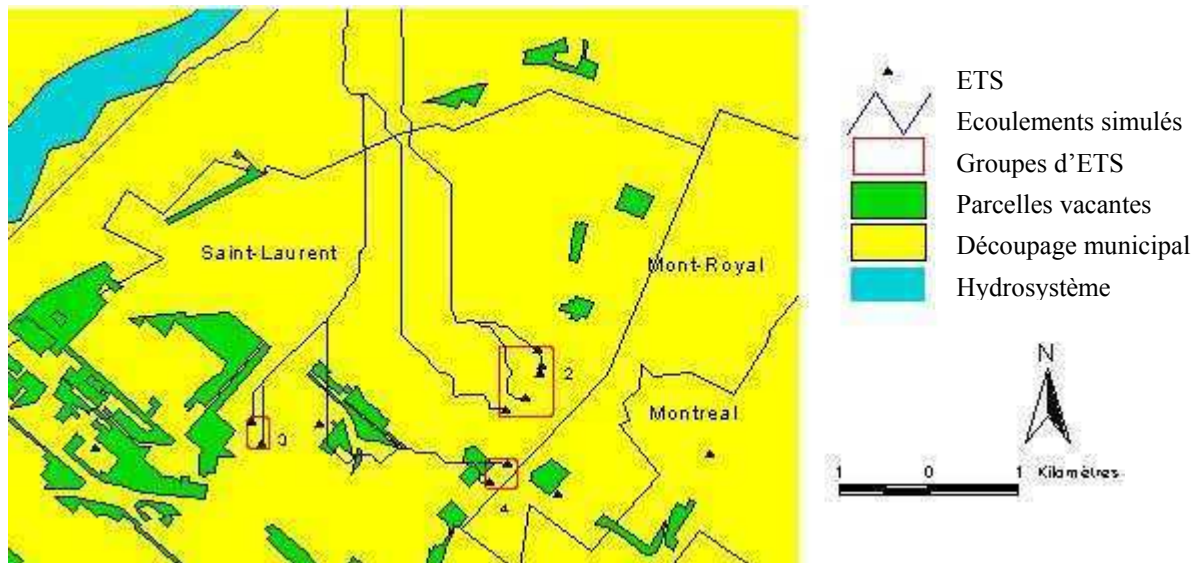 Saint-Laurent
Mont-Royal
Montreal
2
3
4
ETS
Ecoulements simulés
Groupes d'ETS
Parcelles vacantes
Découpage municipal
Hydrosystème
N
1 0 1 Kilomètres